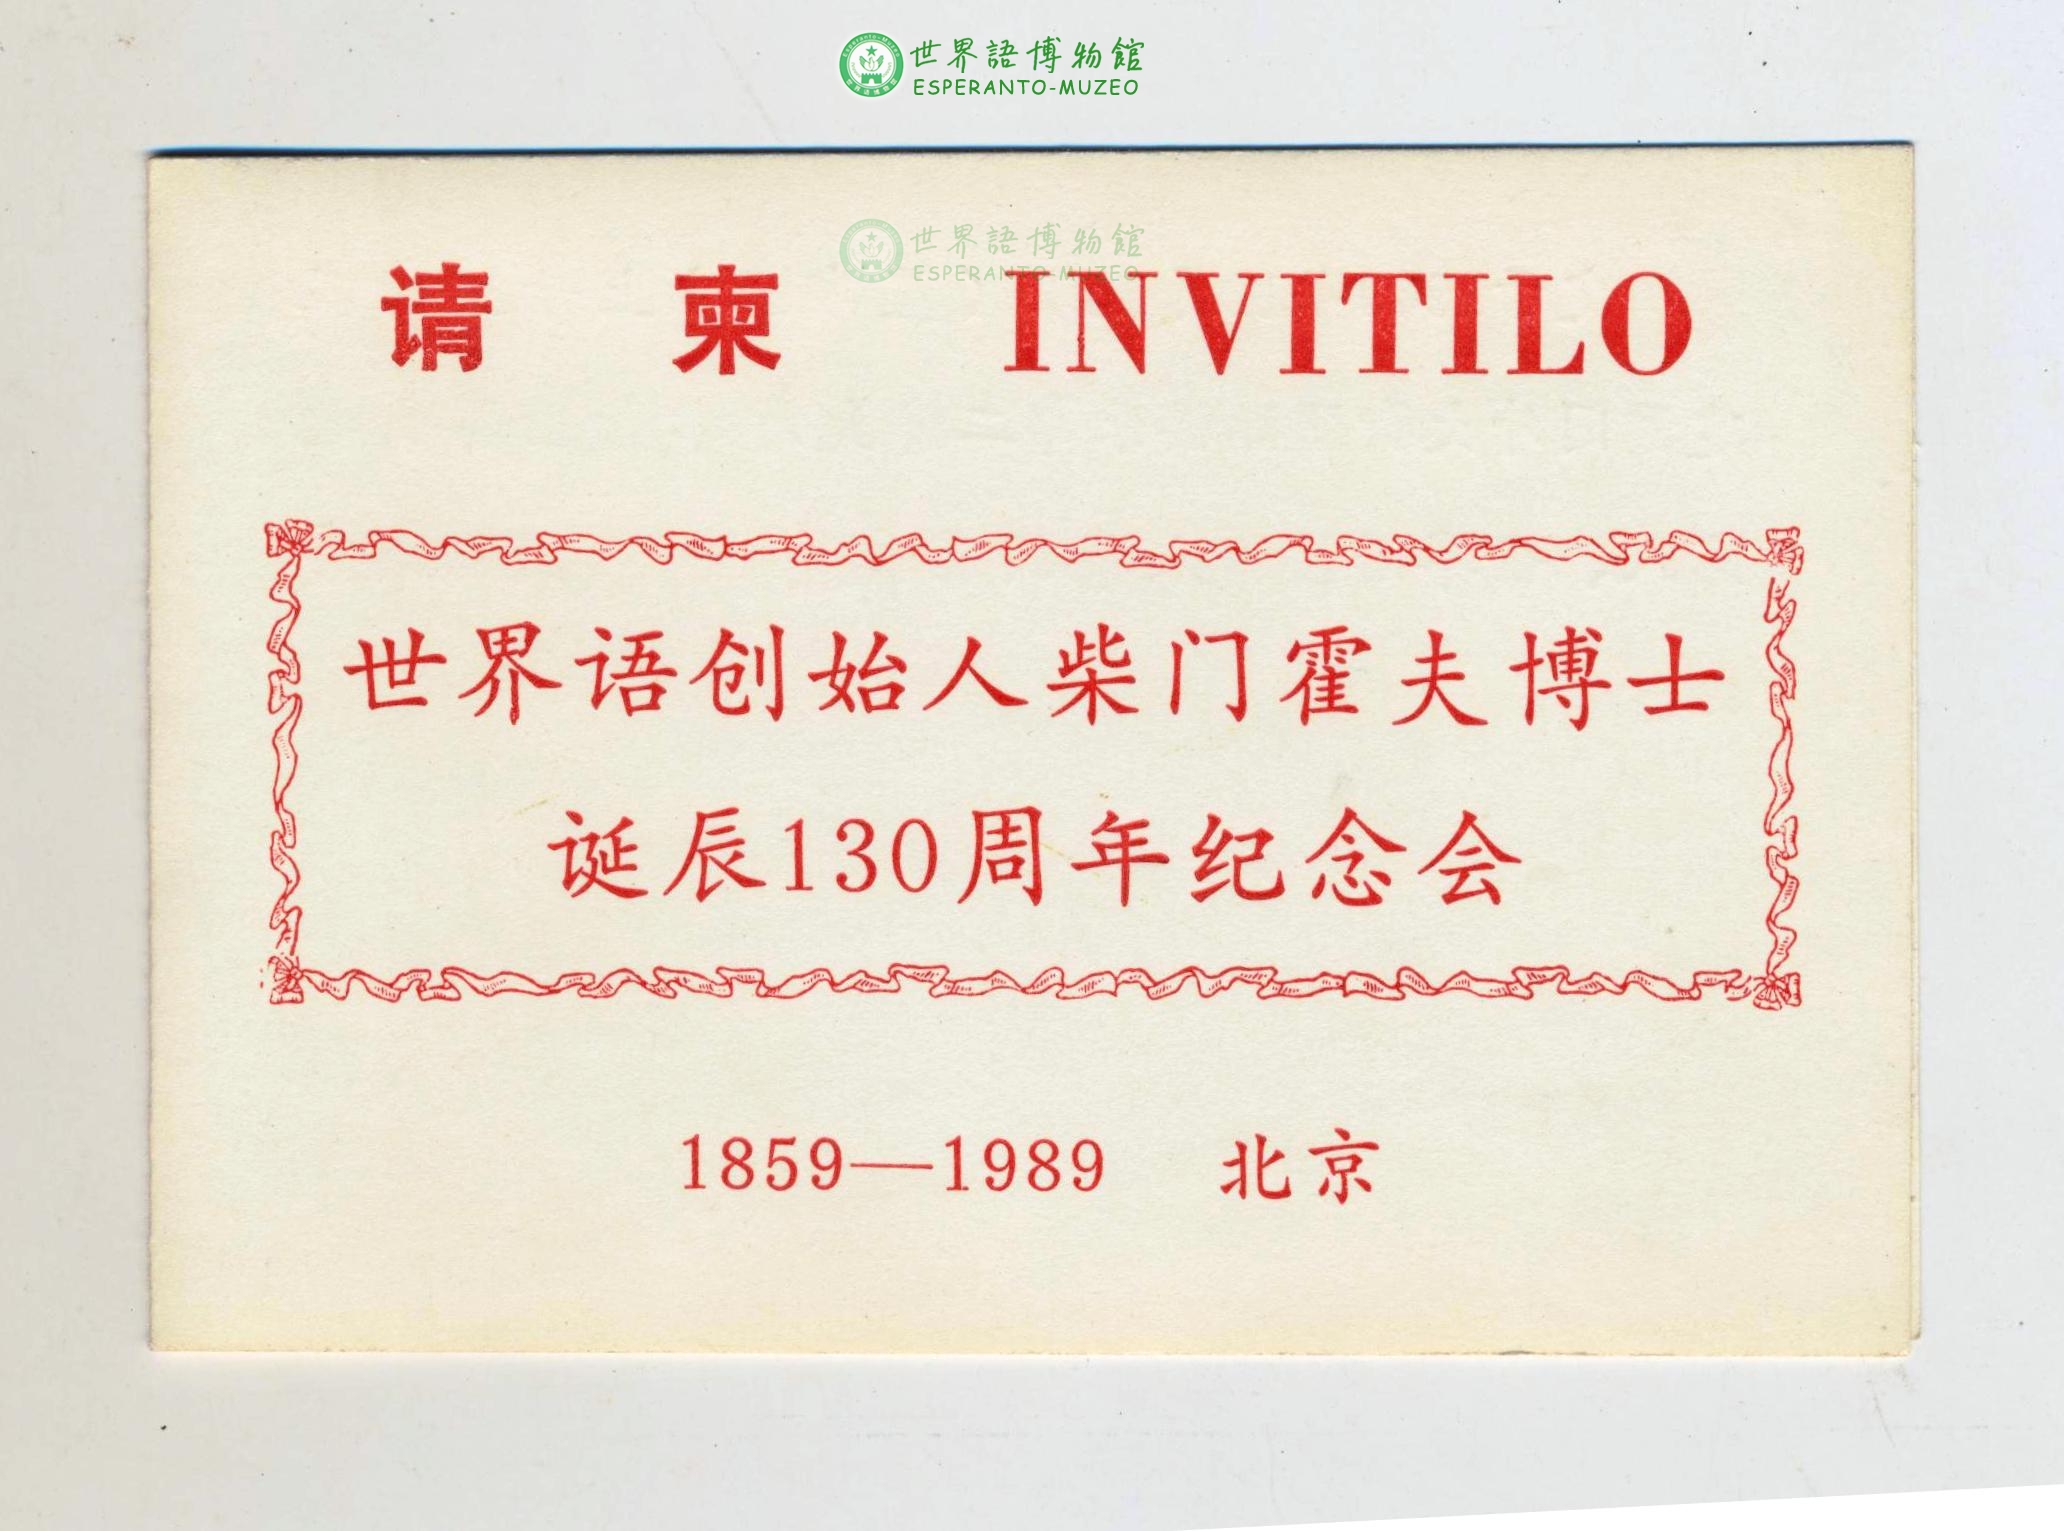 世界語博物館
ESPERANTO-MUZEO
世界語博物館
ESPERANTO-MUZEO
请柬 INVITILO
世界语创始人柴门霍夫博士
诞辰130周年纪念会
1859—1989 北京